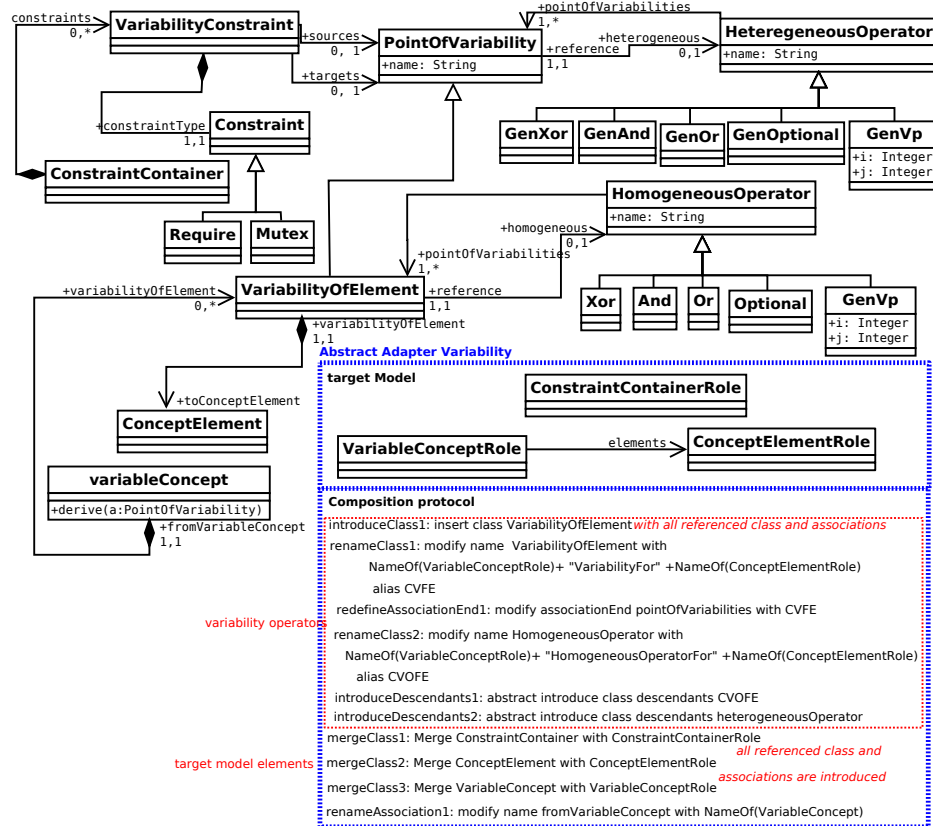 constraints
0,*
VariabilityConstraint
+sources
0, 1
+targets
0, 1
PointOfVariability
+name: String
+pointOfVariabilities
1,*
+reference
1,1
+heterogeneous
0,1
HeteregeneousOperator
+name: String
+constraintType
1,1
Constraint
GenXor
GenAnd
GenOr
GenOptional
GenVp
+i: Integer
+j: Integer
ConstraintContainer
Require
Mutex
HomogeneousOperator
+name: String
+homogeneous
0,1
+pointOfVariabilities
1,*
+variabilityOfElement
0,*
VariabilityOfElement
+reference
1,1
Xor
And
Or
Optional
GenVp
+i: Integer
+j: Integer
+variabilityOfElement
1,1
Abstract Adapter Variability
target Model
ConstraintContainerRole
+toConceptElement
ConceptElement
VariableConceptRole
elements
ConceptElementRole
variableConcept
+derive(a:PointOfVariability)
+fromVariableConcept
1,1
Composition protocol
introduceClass1: insert class VariabilityOfElement with all referenced class and associations
renameClass1: modify name VariabilityOfElement with
NameOf(VariableConceptRole)+ "VariabilityFor" +NameOf(ConceptElementRole)
alias CVFE
redefineAssociationEnd1: modify associationEnd pointOfVariabilities with CVFE
variability operators
renameClass2: modify name HomogeneousOperator with
NameOf(VariableConceptRole)+ "HomogeneousOperatorFor" +NameOf(ConceptElementRole)
alias CVOFE
introduceDescendants1: abstract introduce class descendants CVOFE
introduceDescendants2: abstract introduce class descendants heterogeneousOperator
mergeClass1: Merge ConstraintContainer with ConstraintContainerRole
all referenced class and
target model elements
mergeClass2: Merge ConceptElement with ConceptElementRole
associations are introduced
mergeClass3: Merge VariableConcept with VariableConceptRole
renameAssociation1: modify name fromVariableConcept with NameOf(VariableConcept)